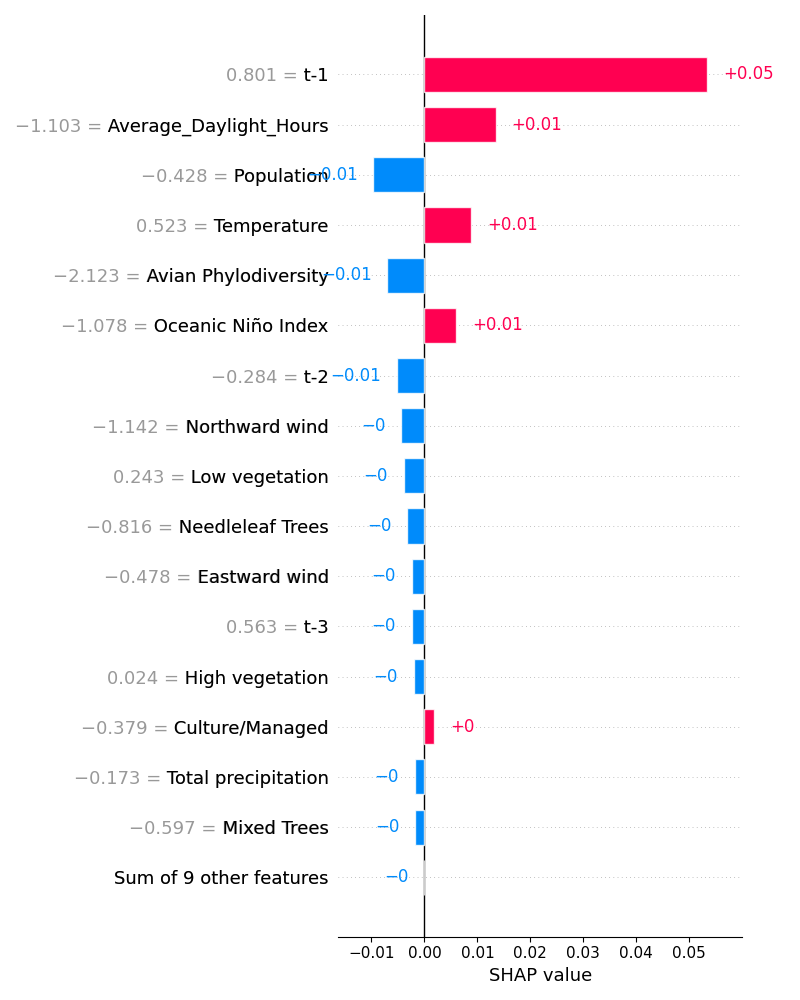 0.801 = t-1
+0.05
−1.103 = Average_Daylight_Hours
+0.01
−0.428 = Population
−0.01
0.523 = Temperature
+0.01
−2.123 = Avian Phylodiversity
−0.01
−1.078 = Oceanic Niño Index
+0.01
−0.284 = t-2
−0.01
−1.142 = Northward wind
−0
0.243 = Low vegetation
−0
−0.816 = Needleleaf Trees
−0
−0.478 = Eastward wind
−0
0.563 = t-3
−0
0.024 = High vegetation
−0
−0.379 = Culture/Managed
+0
−0.173 = Total precipitation
−0
−0.597 = Mixed Trees
−0
Sum of 9 other features
−0
−0.01 0.00 0.01 0.02 0.03 0.04 0.05
SHAP value